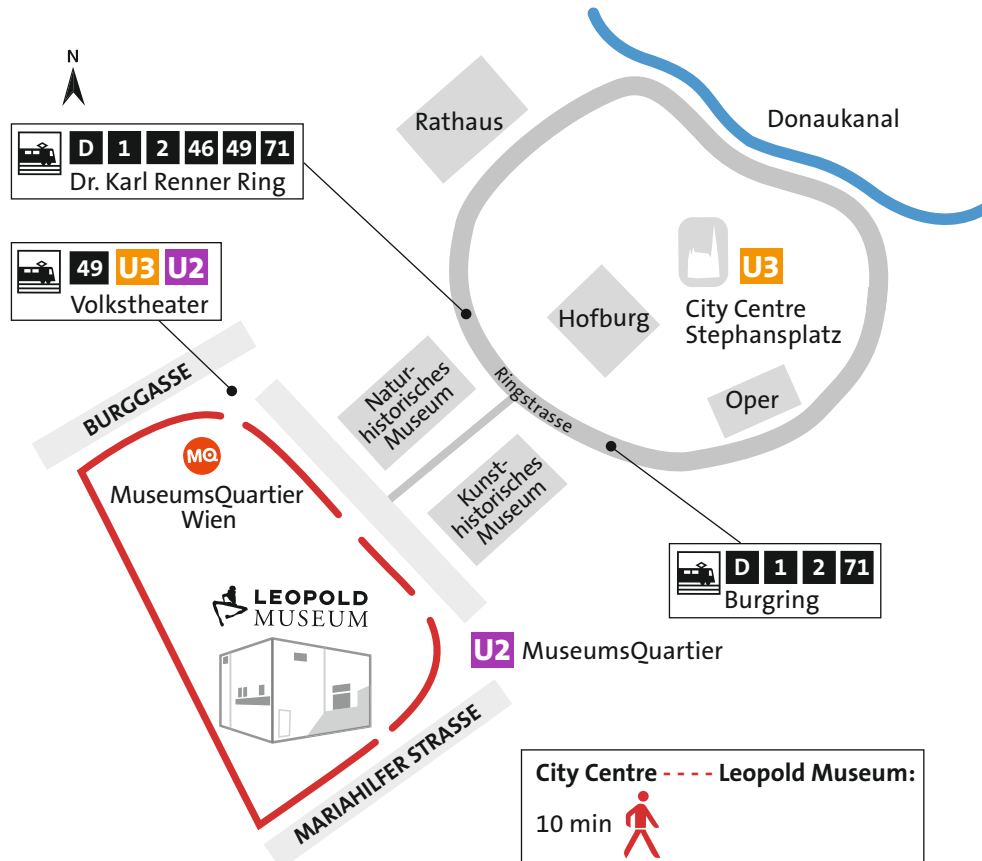 N
Rathaus
Donaukanal
D 1 2 46 49 71
Dr. Karl Renner Ring
49 U3 U2
Volkstheater
U3
City Centre
Stephansplatz
Hofburg
Oper
Ringstrasse
Natur-
historisches
Museum
Kunst-
historisches
Museum
BURGGASSE
MQ
MuseumsQuartier
Wien
D 1 2 71
Burgring
LEOPOLD
MUSEUM
U2 MuseumsQuartier
MARIAHILFER STRASSE
City Centre - - - - Leopold Museum:
10 min